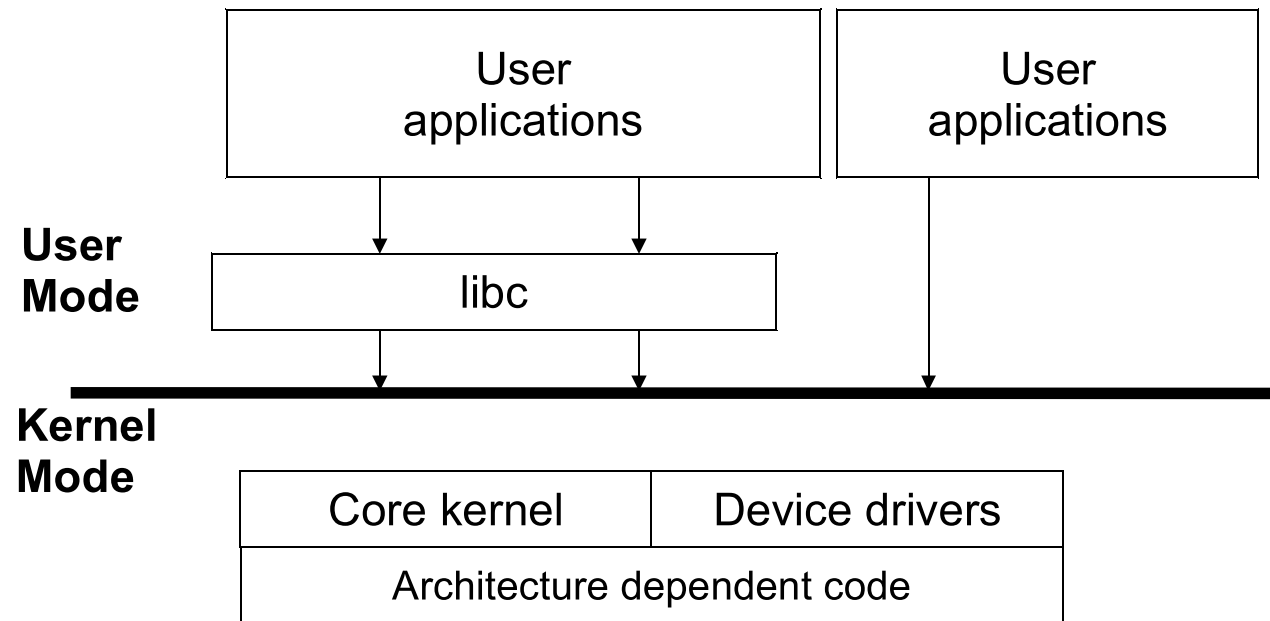 User
applications
User
applications
User
Mode
libc
Kernel
Mode
Core kernel
Device drivers
Architecture dependent code